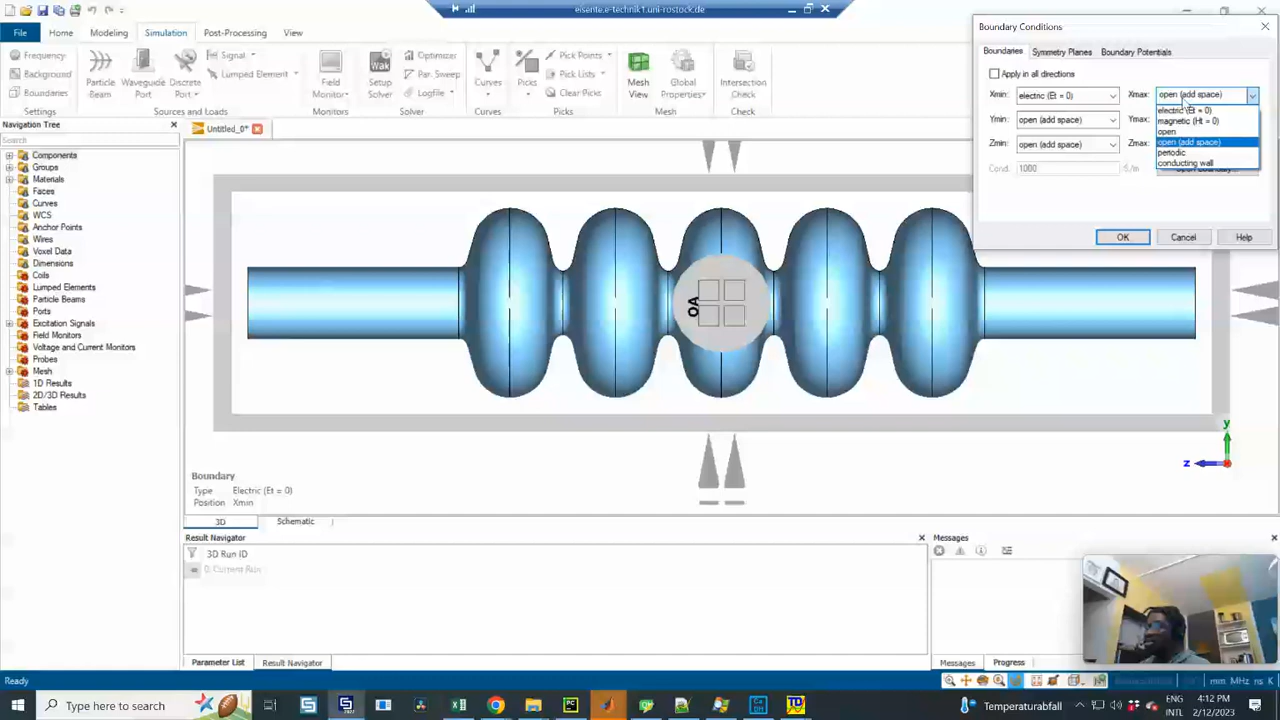 eisente.e-technik1.uni-rostock.de
Boundary Conditions
File Home Modeling Simulation Post-Processing View
Boundaries Symmetry Planes Boundary Potentials
Frequency
Background
Boundaries
Settings
Particle Beam
Waveguide Port
Discrete Port
Signal
Lumped Element
Sources and Loads
Field Monitor
Monitors
Setup Solver
Optimizer
Par. Sweep
Logfile
Solver
Curves
Curves
Picks
Pick Points
Pick Lists
Clear Picks
Picks
Mesh View
Global Properties
Mesh
Intersection Check
Check
Apply in all directions
Xmin: electric (Et = 0) Xmax: open (add space)
electric (Et = 0)
magnetic (Ht = 0)
open
open (add space)
periodic
conducting wall
Ymin: open (add space) Ymax:
Zmin: open (add space) Zmax:
Cond. 1000 S/m
OK Cancel Help
Navigation Tree
Search
Untitled_0*
Components
Groups
Materials
Faces
Curves
WCS
Anchor Points
Wires
Voxel Data
Dimensions
Coils
Lumped Elements
Particle Beams
Ports
Excitation Signals
Field Monitors
Voltage and Current Monitors
Probes
Mesh
1D Results
2D/3D Results
Tables
y
z
Boundary
Type Electric (Et = 0)
Position Xmin
3D Schematic
Result Navigator
3D Run ID
0: Current Run
Messages
Parameter List Result Navigator
Messages Progress
Ready
mm MHz ns K
Type here to search
Temperaturabfall
ENG
INTL
4:12 PM
2/12/2023